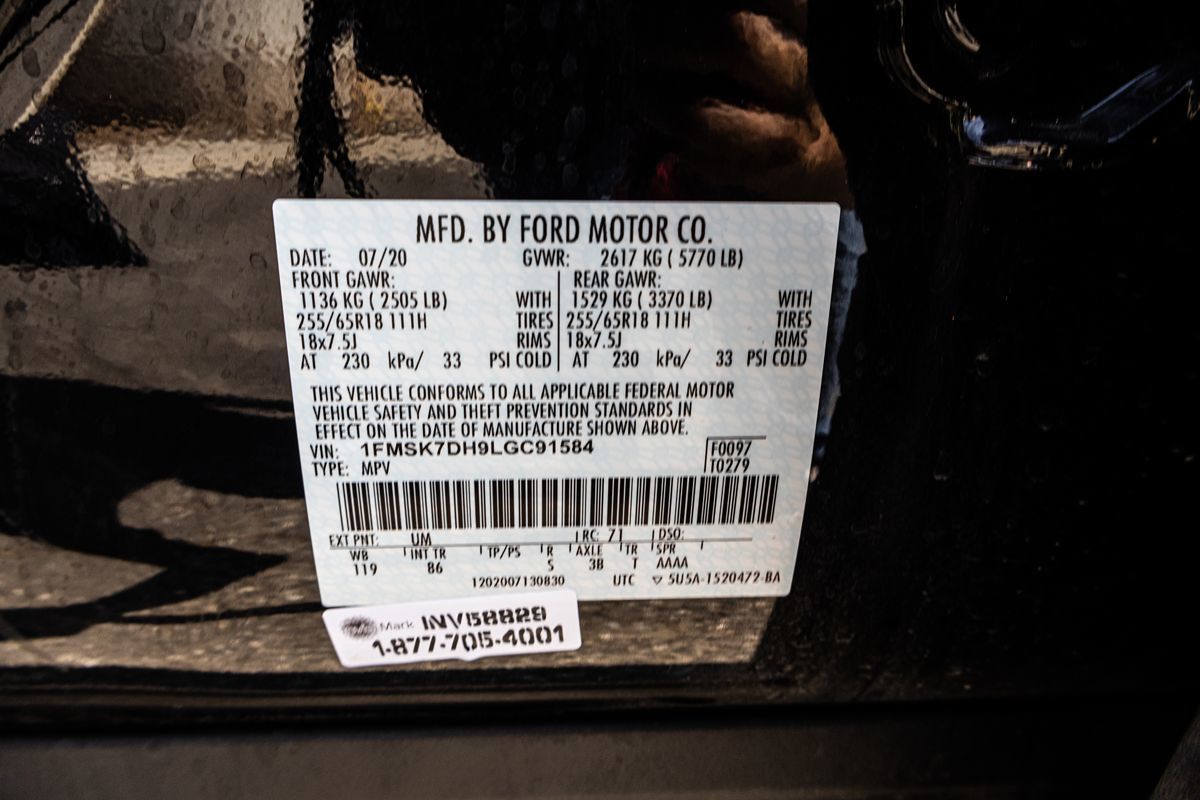 MFD. BY FORD MOTOR CO.
DATE: 07/20 GVWR: 2617 KG ( 5770 LB)
FRONT GAWR: REAR GAWR:
1136 KG ( 2505 LB) WITH 1529 KG ( 3370 LB) WITH
255/65R18 111H TIRES 255/65R18 111H TIRES
18x7.5J RIMS 18x7.5J RIMS
AT 230 kPa/ 33 PSI COLD AT 230 kPa/ 33 PSI COLD
THIS VEHICLE CONFORMS TO ALL APPLICABLE FEDERAL MOTOR
VEHICLE SAFETY AND THEFT PREVENTION STANDARDS IN
EFFECT ON THE DATE OF MANUFACTURE SHOWN ABOVE.
VIN: 1FMSK7DH9LGC91584 F0097
TYPE: MPV T0279
EXT PNT: UM RC: 71 DSO:
WB INT TR TP/PS R AXLE TR SPR
119 86 S 3B T AAAA
1202007130830 UTC ▽ 5U5A-1520472-BA
Mark INV58829
1-877-705-4001